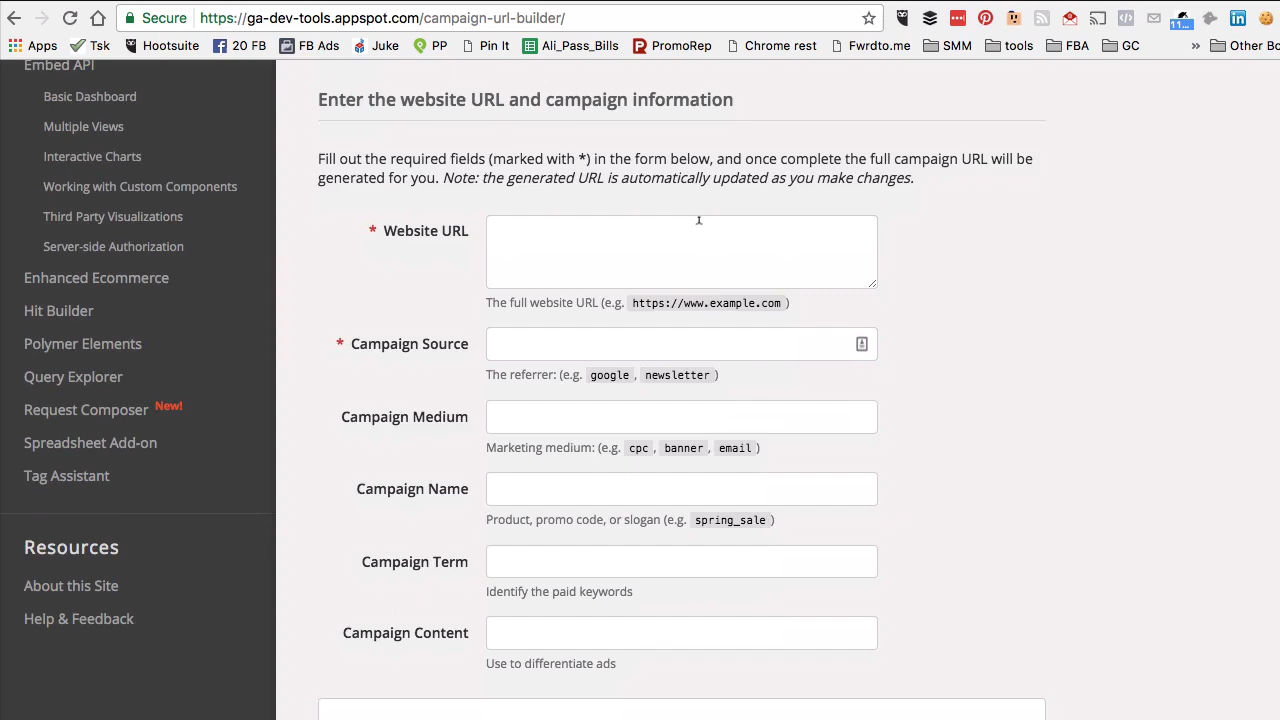 Secure https://ga-dev-tools.appspot.com/campaign-url-builder/
11...
Apps Tsk Hootsuite 20 FB FB Ads Juke PP Pin It Ali_Pass_Bills PromoRep Chrome rest Fwrdto.me SMM tools FBA GC » Other Bo
Embed API
Basic Dashboard
Multiple Views
Interactive Charts
Working with Custom Components
Third Party Visualizations
Server-side Authorization
Enhanced Ecommerce
Hit Builder
Polymer Elements
Query Explorer
Request Composer New!
Spreadsheet Add-on
Tag Assistant
Resources
About this Site
Help & Feedback
Enter the website URL and campaign information
Fill out the required fields (marked with *) in the form below, and once complete the full campaign URL will be
generated for you. Note: the generated URL is automatically updated as you make changes.
* Website URL
The full website URL (e.g. https://www.example.com )
* Campaign Source
The referrer: (e.g. google , newsletter )
Campaign Medium
Marketing medium: (e.g. cpc , banner , email )
Campaign Name
Product, promo code, or slogan (e.g. spring_sale )
Campaign Term
Identify the paid keywords
Campaign Content
Use to differentiate ads